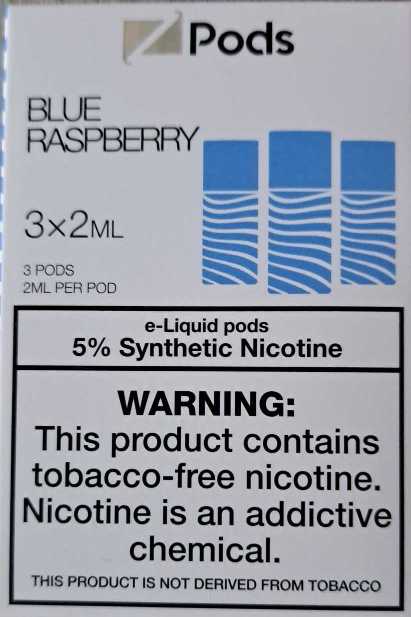 Z Pods
BLUE
RASPBERRY
3×2ML
3 PODS
2ML PER POD
e-Liquid pods
5% Synthetic Nicotine
WARNING:
This product contains
tobacco-free nicotine.
Nicotine is an addictive
chemical.
THIS PRODUCT IS NOT DERIVED FROM TOBACCO